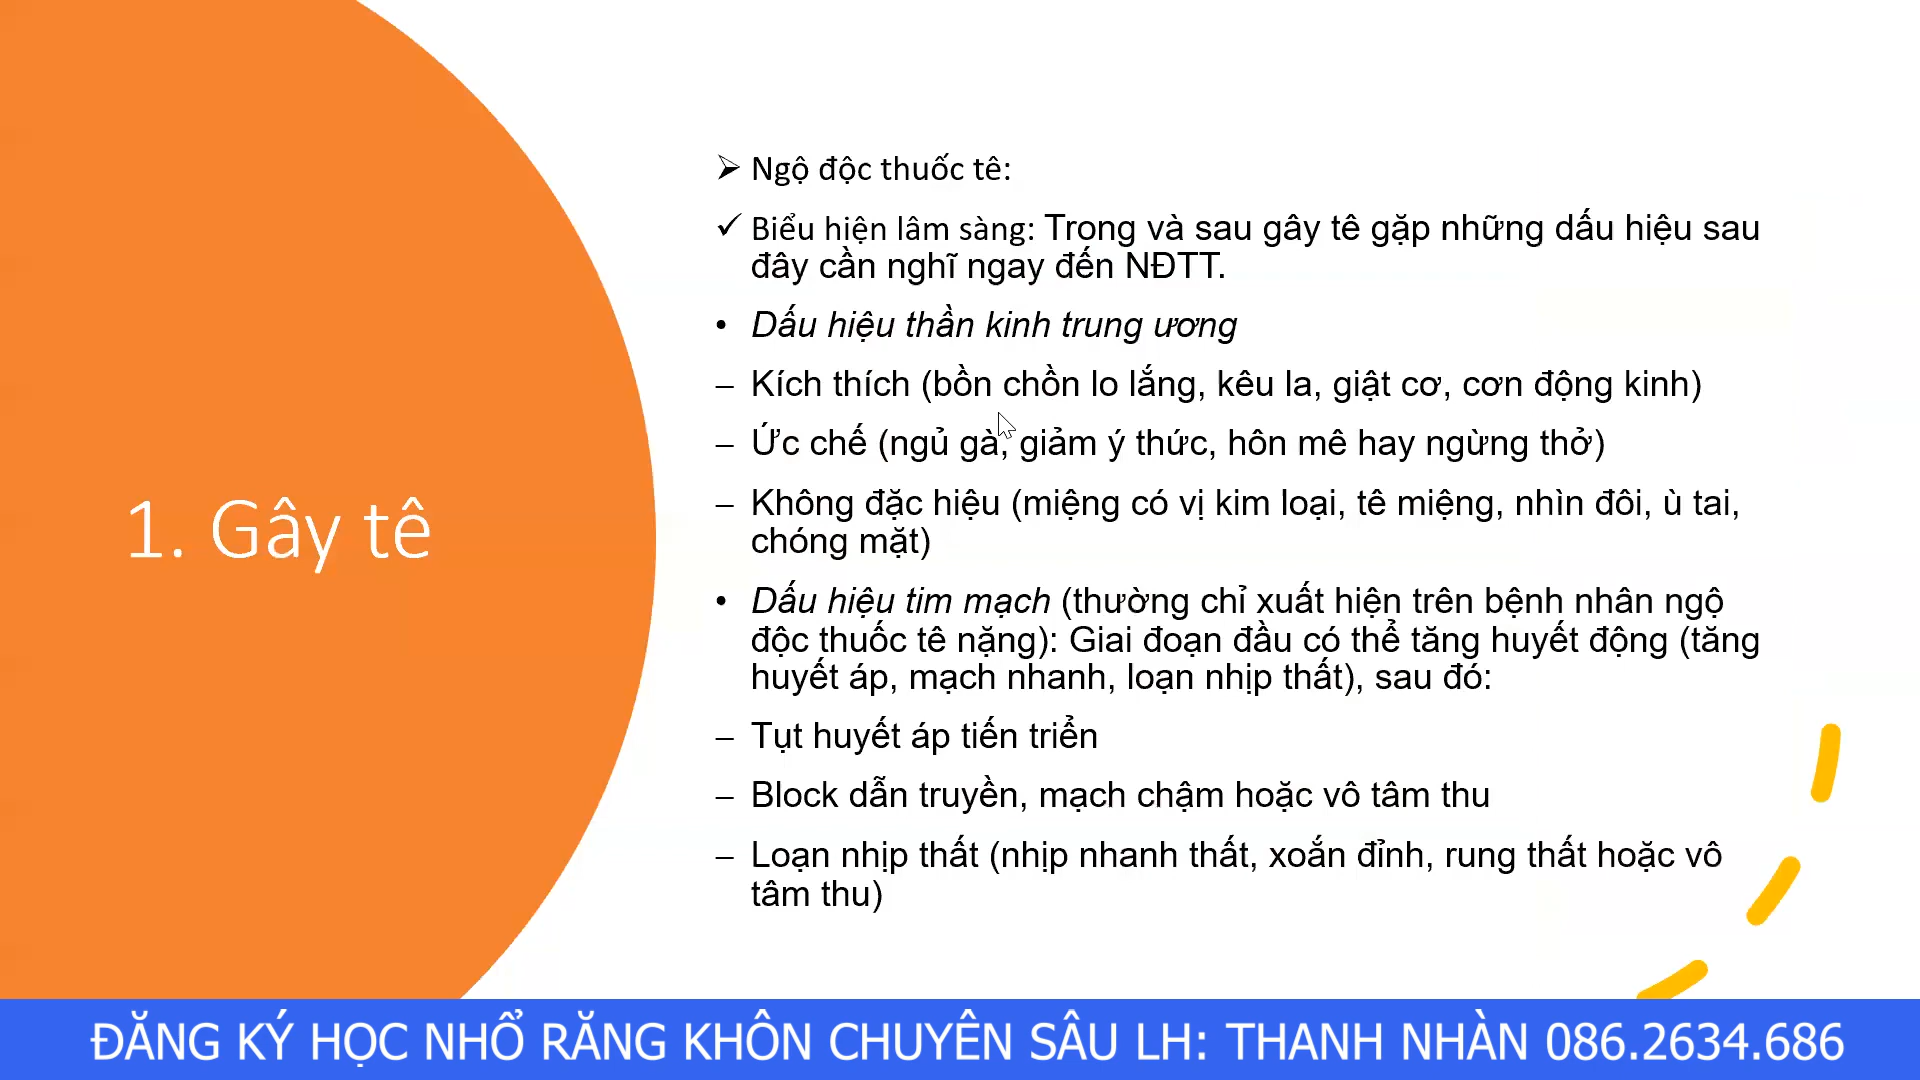 1. Gây tê
Ngộ độc thuốc tê:
Biểu hiện lâm sàng: Trong và sau gây tê gặp những dấu hiệu sau
đây cần nghĩ ngay đến NĐTT.
• Dấu hiệu thần kinh trung ương
– Kích thích (bồn chồn lo lắng, kêu la, giật cơ, cơn động kinh)
– Ức chế (ngủ gà, giảm ý thức, hôn mê hay ngừng thở)
– Không đặc hiệu (miệng có vị kim loại, tê miệng, nhìn đôi, ù tai,
chóng mặt)
• Dấu hiệu tim mạch (thường chỉ xuất hiện trên bệnh nhân ngộ
độc thuốc tê nặng): Giai đoạn đầu có thể tăng huyết động (tăng
huyết áp, mạch nhanh, loạn nhịp thất), sau đó:
– Tụt huyết áp tiến triển
– Block dẫn truyền, mạch chậm hoặc vô tâm thu
– Loạn nhịp thất (nhịp nhanh thất, xoắn đỉnh, rung thất hoặc vô
tâm thu)
ĐĂNG KÝ HỌC NHỔ RĂNG KHÔN CHUYÊN SÂU LH: THANH NHÀN 086.2634.686